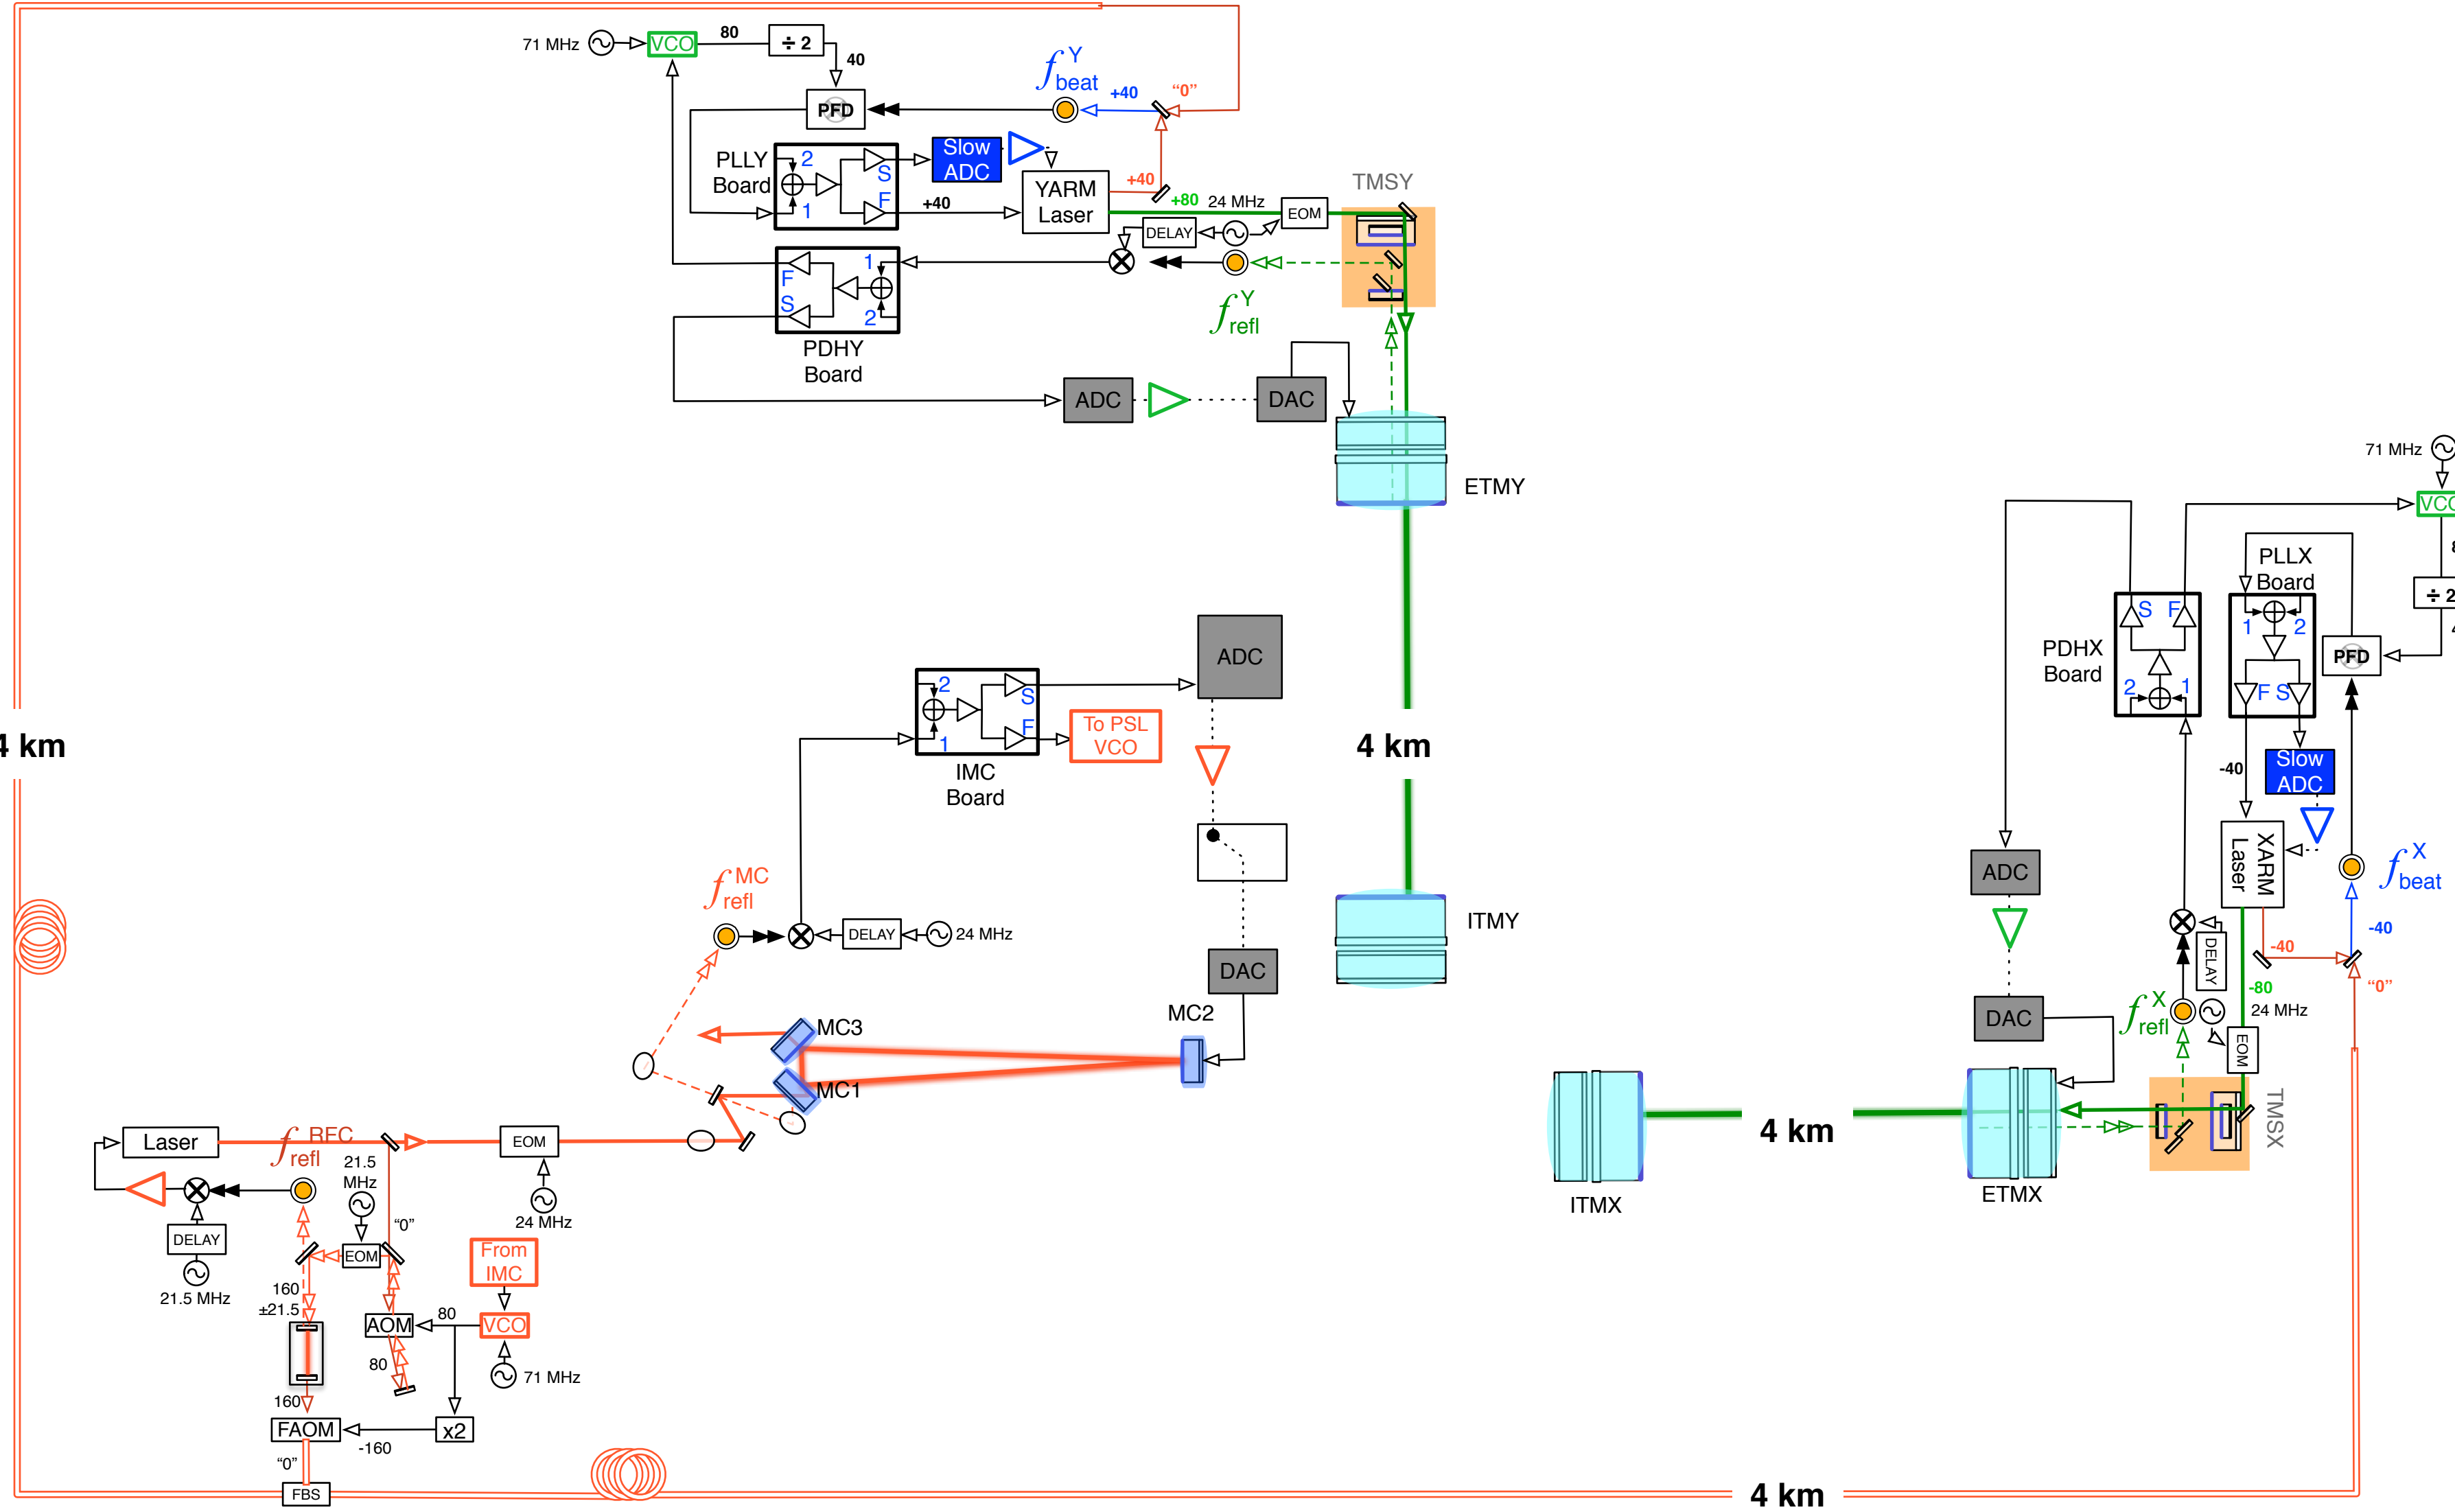 71 MHz
VCO
80
÷ 2
40
f Y beat
+40
"0"
PFD
PLLY
Board
2
1
S
F
Slow
ADC
+40
YARM
Laser
+40
+80
24 MHz
EOM
TMSY
DELAY
F
S
1
2
PDHY
Board
f Y refl
ADC
DAC
ETMY
4 km
4 km
ITMY
ADC
2
1
S
F
To PSL
VCO
IMC
Board
f MC refl
DELAY
24 MHz
DAC
MC2
MC3
MC1
Laser
f RFC refl
EOM
24 MHz
21.5
MHz
"0"
DELAY
21.5 MHz
EOM
From
IMC
160
±21.5
AOM
80
VCO
80
71 MHz
160
FAOM
-160
x2
"0"
FBS
4 km
71 MHz
VCO
÷ 2
PLLX
Board
S
F
1
2
PDHX
Board
2
1
F
S
PFD
-40
Slow
ADC
XARM
Laser
f X beat
-40
-40
"0"
ADC
DELAY
-80
24 MHz
f X refl
DAC
EOM
TMSX
4 km
ITMX
ETMX